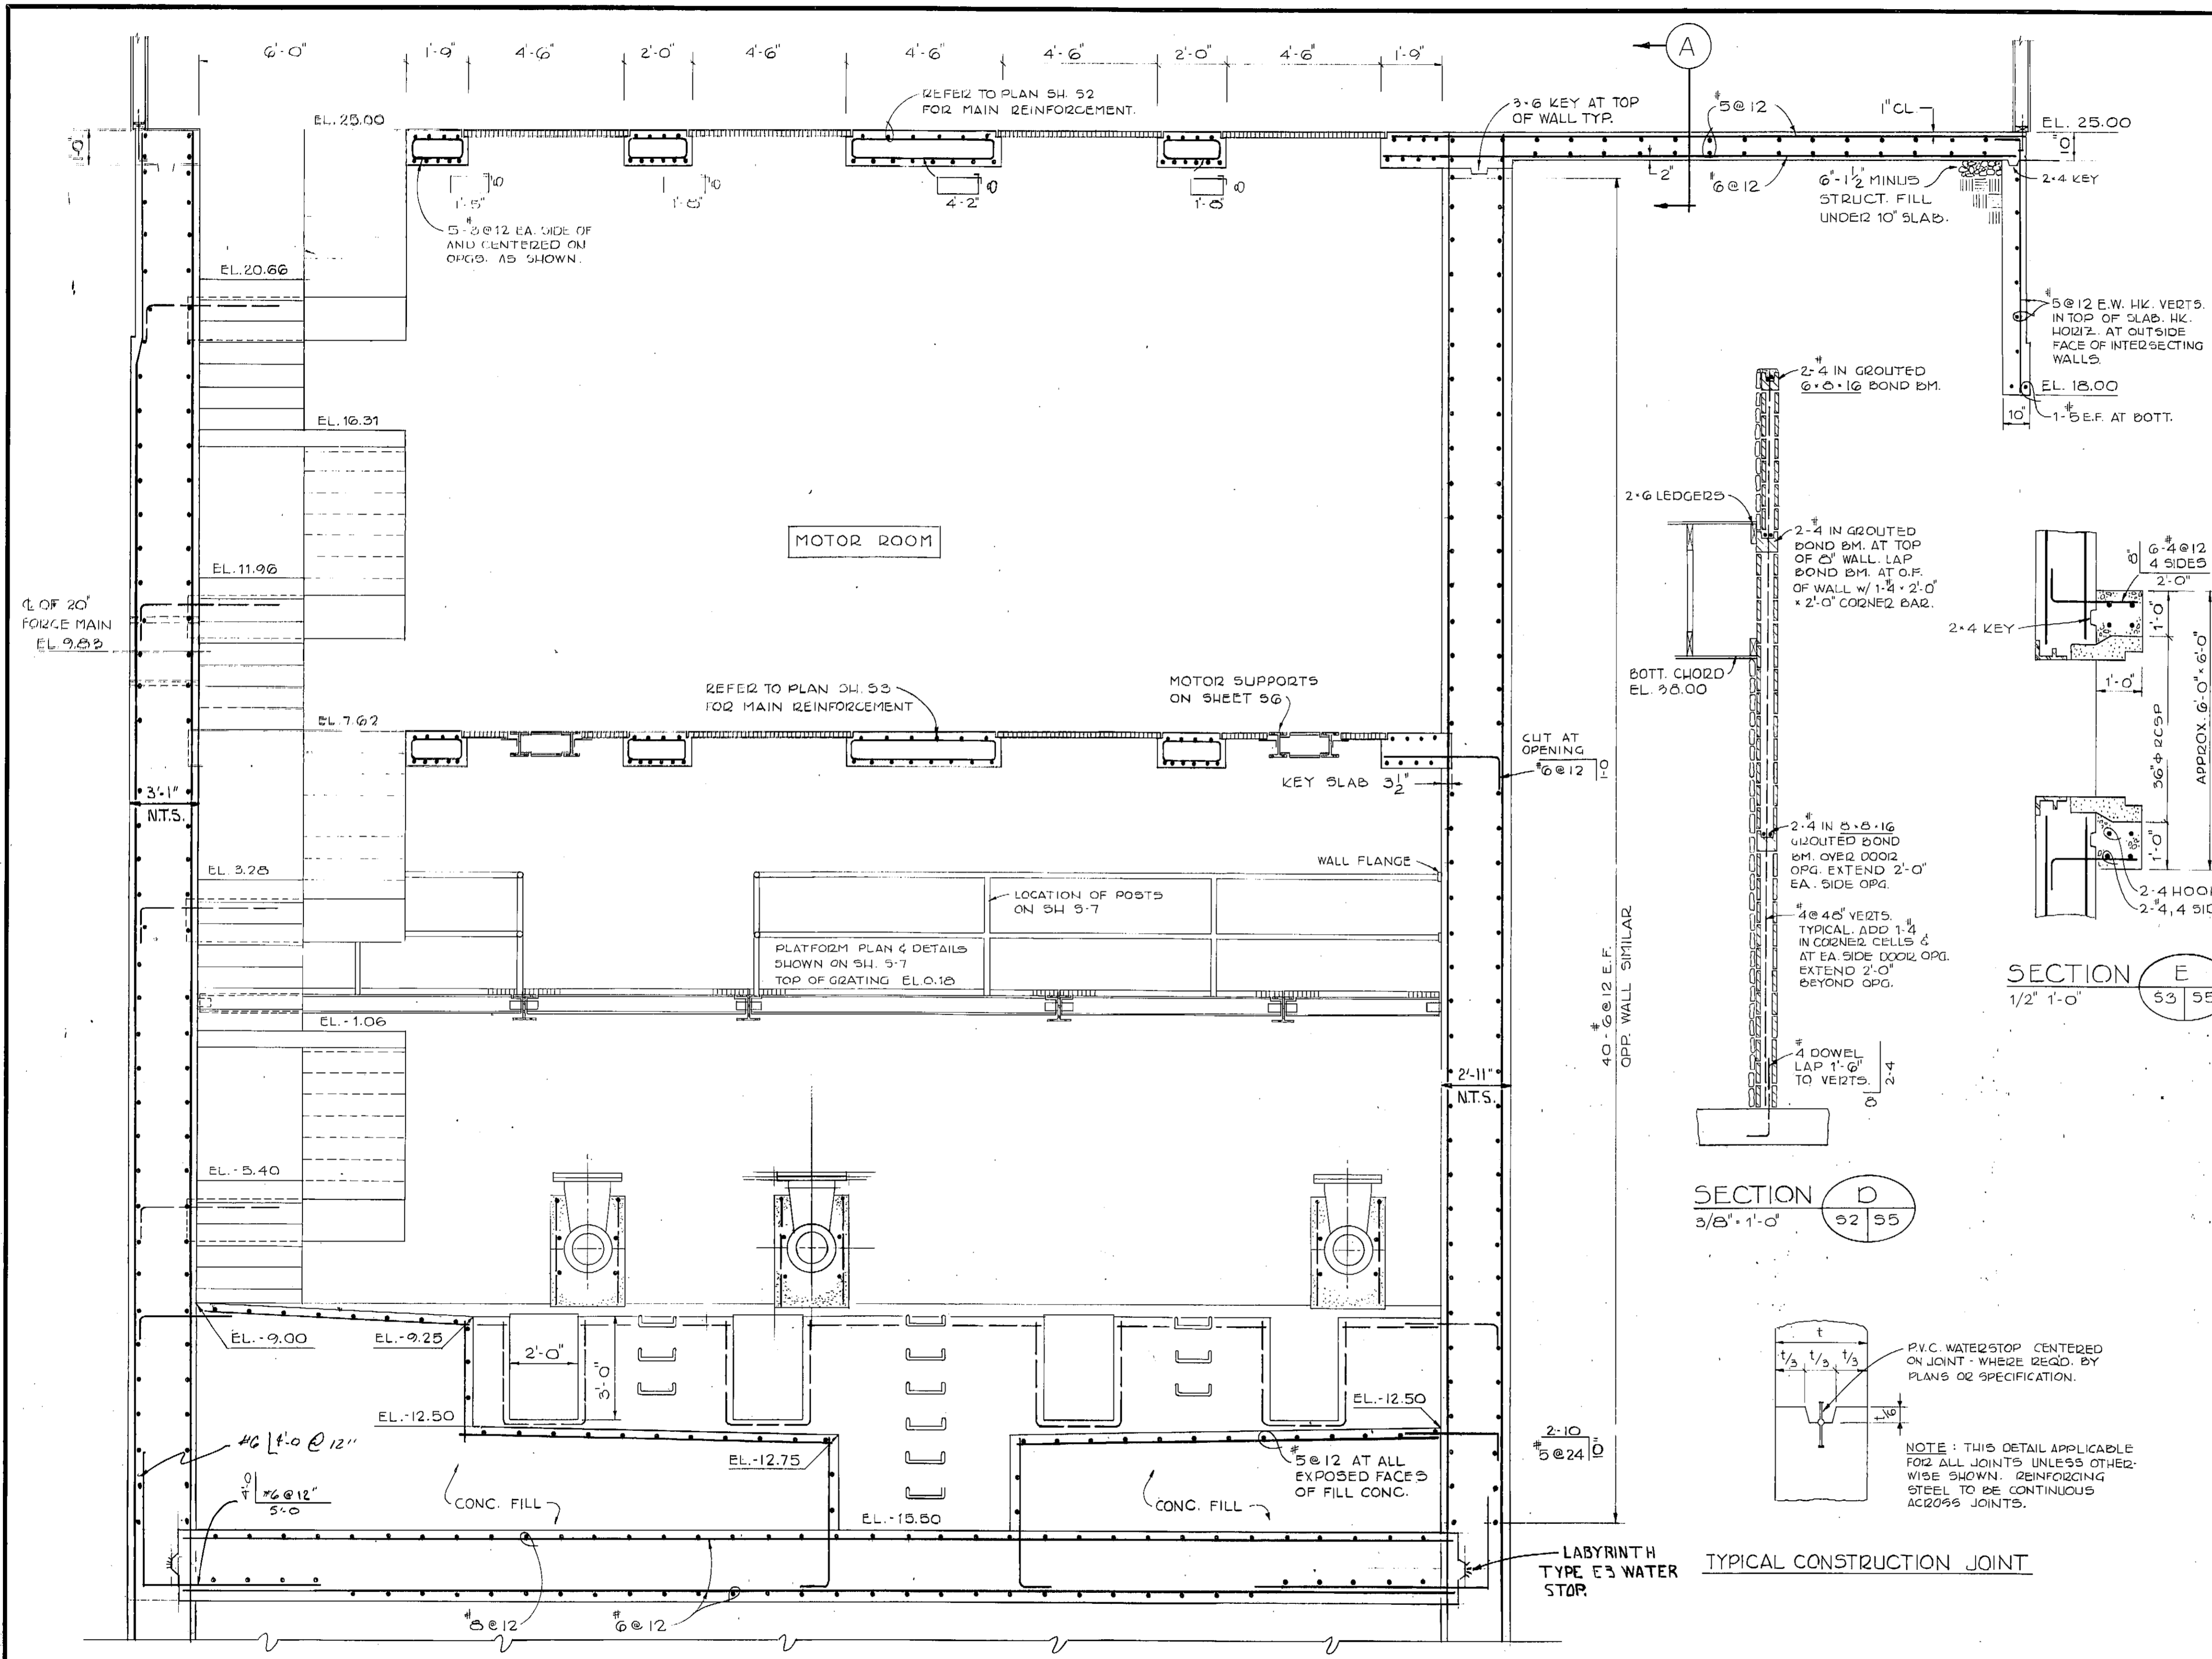 6'-0"
1'-9"
4'-6"
2'-0"
4'-6"
4'-6"
4'-6"
2'-0"
4'-6"
1'-9"
A
REFER TO PLAN SH. S2
FOR MAIN REINFORCEMENT.
3×6 KEY AT TOP
OF WALL TYP.
#5@12
1" CL
EL. 25.00
1'-0"
EL. 25.00
1'-0"
2"
#6@12
6"-1½" MINUS
STRUCT. FILL
UNDER 10" SLAB.
2×4 KEY
1'-5"
8
1'-8"
8
4'-2"
8
1'-8"
8
5-#3@12 EA. SIDE OF
AND CENTERED ON
OPGS. AS SHOWN.
EL. 20.66
#5@12 E.W. HK. VERTS.
IN TOP OF SLAB. HK.
HORIZ. AT OUTSIDE
FACE OF INTERSECTING
WALLS.
EL. 18.00
10"
1-#5 E.F. AT BOTT.
EL. 16.31
2-#4 IN GROUTED
6×8×16 BOND BM.
2×6 LEDGERS
2-#4 IN GROUTED
BOND BM. AT TOP
OF 8" WALL. LAP
BOND BM. AT O.F.
OF WALL W/ 1-#4 × 2'-0"
× 2'-0" CORNER BAR.
MOTOR ROOM
EL. 11.96
℄ OF 20"
FORCE MAIN
EL. 9.83
8"
6-#4@12
4 SIDES
2'-0"
2×4 KEY
1'-0"
1'-0"
36" ϕ RCSP
1'-0"
APPROX. 6'-0" × 6'-0"
BOTT. CHORD
EL. 38.00
REFER TO PLAN SH. S3
FOR MAIN REINFORCEMENT
MOTOR SUPPORTS
ON SHEET S6
EL. 7.62
CUT AT
OPENING
#6@12
1-0
KEY SLAB 3½"
3'-1"
N.T.S.
2-#4 IN 8×8×16
GROUTED BOND
BM. OVER DOOR
OPG. EXTEND 2'-0"
EA. SIDE OPG.
WALL FLANGE
EL. 3.28
LOCATION OF POSTS
ON SH S-7
#4@48" VERTS.
TYPICAL. ADD 1-#4
IN CORNER CELLS &
AT EA. SIDE DOOR OPG.
EXTEND 2'-0"
BEYOND OPG.
PLATFORM PLAN & DETAILS
SHOWN ON SH. S-7
TOP OF GRATING EL. 0.18
2-#4, 4
SECTION E
1/2" 1'-0"
S3 S5
EL. -1.06
40-#6@12 E.F.
OPP. WALL SIMILAR
2'-11"
N.T.S.
#4 DOWEL
LAP 1'-6"
TO VERTS.
2-4
8
EL. -5.40
SECTION D
3/8" = 1'-0"
S2 S5
EL. -9.00
EL. -9.25
2'-0"
3'-0"
t
t/3 t/3 t/3
t/6
P.V.C. WATERSTOP CENTERED
ON JOINT - WHERE REQ'D. BY
PLANS OR SPECIFICATION.
EL. -12.50
EL. -12.50
EL. -12.75
#6 4'-0 @ 12"
4'-0
#6@12"
5'-0
CONC. FILL
#5@12 AT ALL
EXPOSED FACES
OF FILL CONC.
2-10
#5@24
CONC. FILL
EL. -15.50
NOTE : THIS DETAIL APPLICABLE
FOR ALL JOINTS UNLESS OTHER-
WISE SHOWN. REINFORCING
STEEL TO BE CONTINUOUS
ACROSS JOINTS.
LABYRINTH
TYPE E3 WATER
STOP.
TYPICAL CONSTRUCTION JOINT
#8@12
#6@12